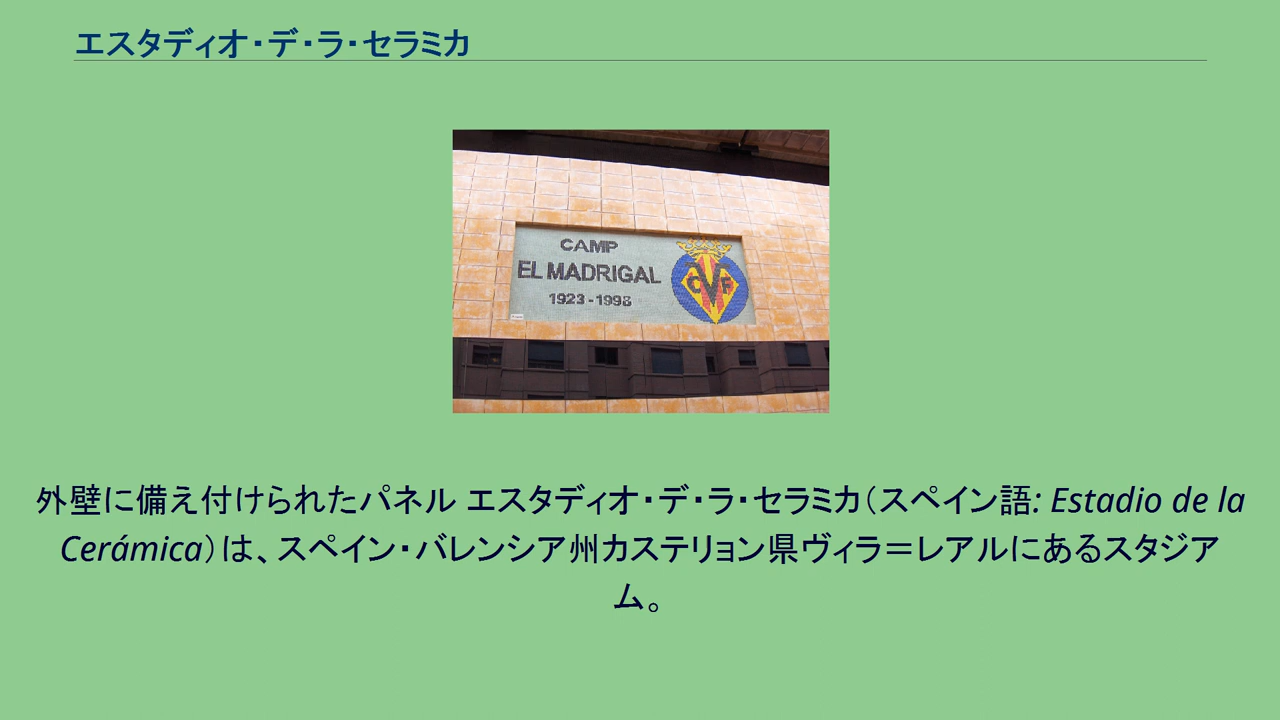 エスタディオ・デ・ラ・セラミカ
CAMP
EL MADRIGAL
1923-1998
CVF
外壁に備え付けられたパネル エスタディオ・デ・ラ・セラミカ（スペイン語: Estadio de la
Cerámica）は、スペイン・バレンシア州カステリョン県ヴィラ＝レアルにあるスタジア
ム。